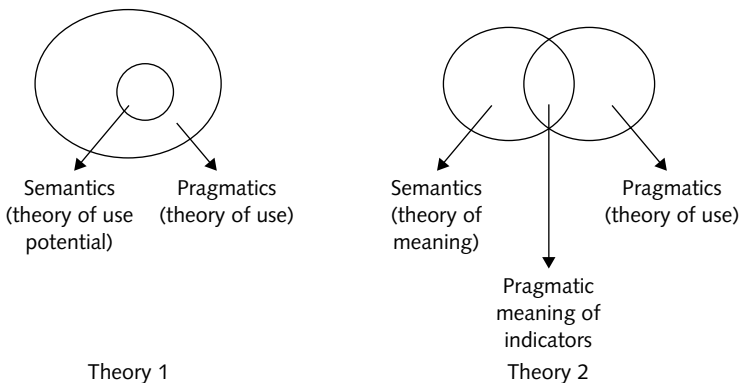 Semantics
(theory of use
potential)
Pragmatics
(theory of use)
Theory 1
Semantics
(theory of
meaning)
Pragmatic
meaning of
indicators
Pragmatics
(theory of use)
Theory 2